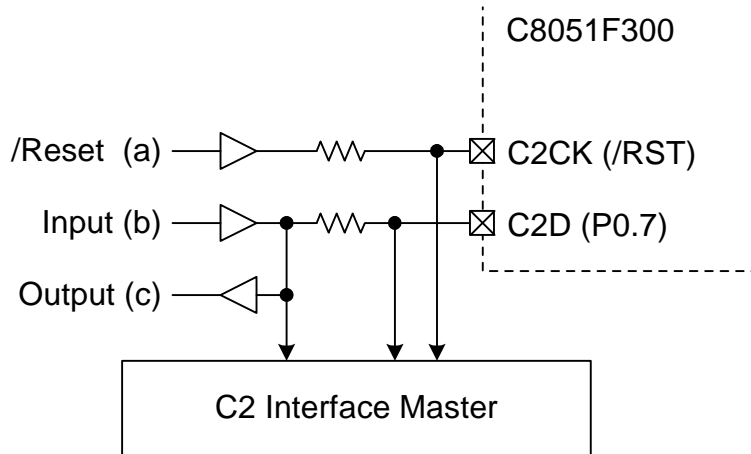 C8051F300
/Reset (a)
C2CK (/RST)
Input (b)
C2D (P0.7)
Output (c)
C2 Interface Master